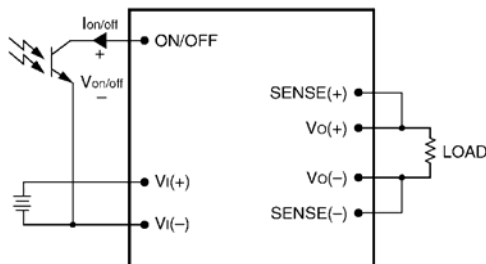 Ion/off
+
Von/off
–
ON/OFF
VI(+)
VI(–)
SENSE(+)
VO(+)
LOAD
VO(–)
SENSE(–)